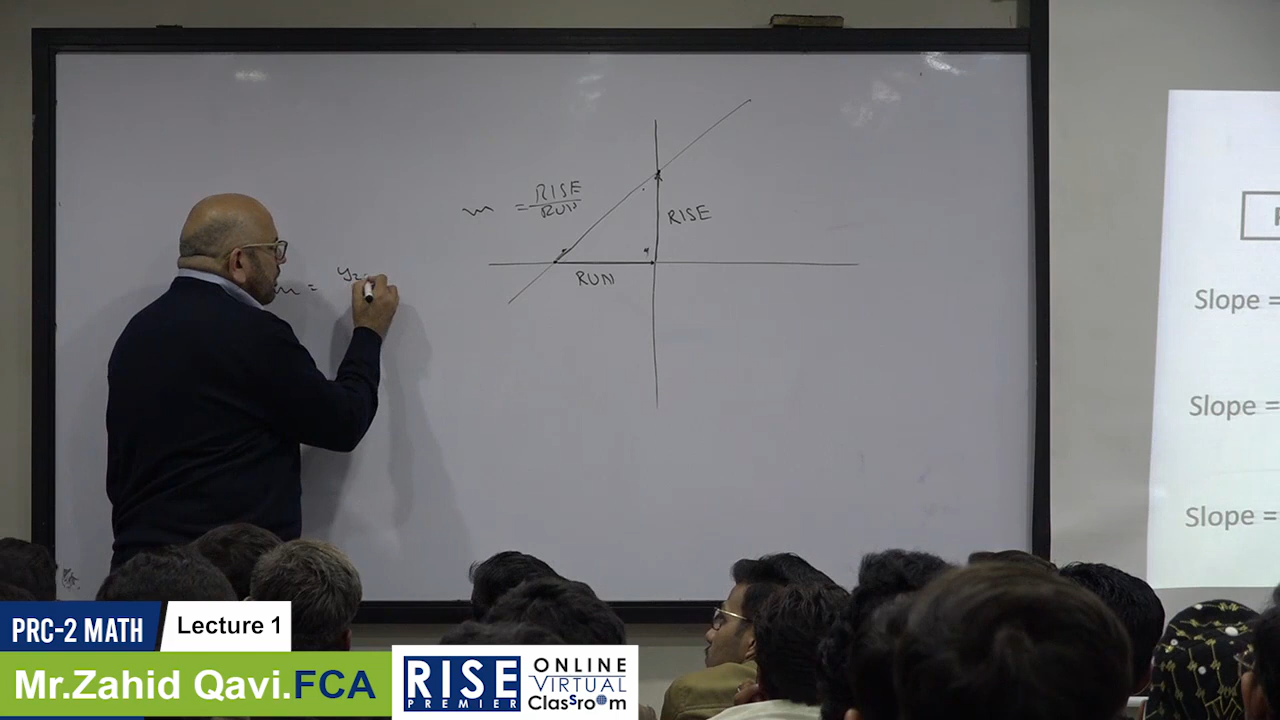 m = RISE
RUN
RISE
RUN
m = y₂
Slope =
Slope =
Slope =
PRC-2 MATH
Lecture 1
Mr.Zahid Qavi.FCA
RISE
PREMIER
ONLINE
VIRTUAL
Classroom